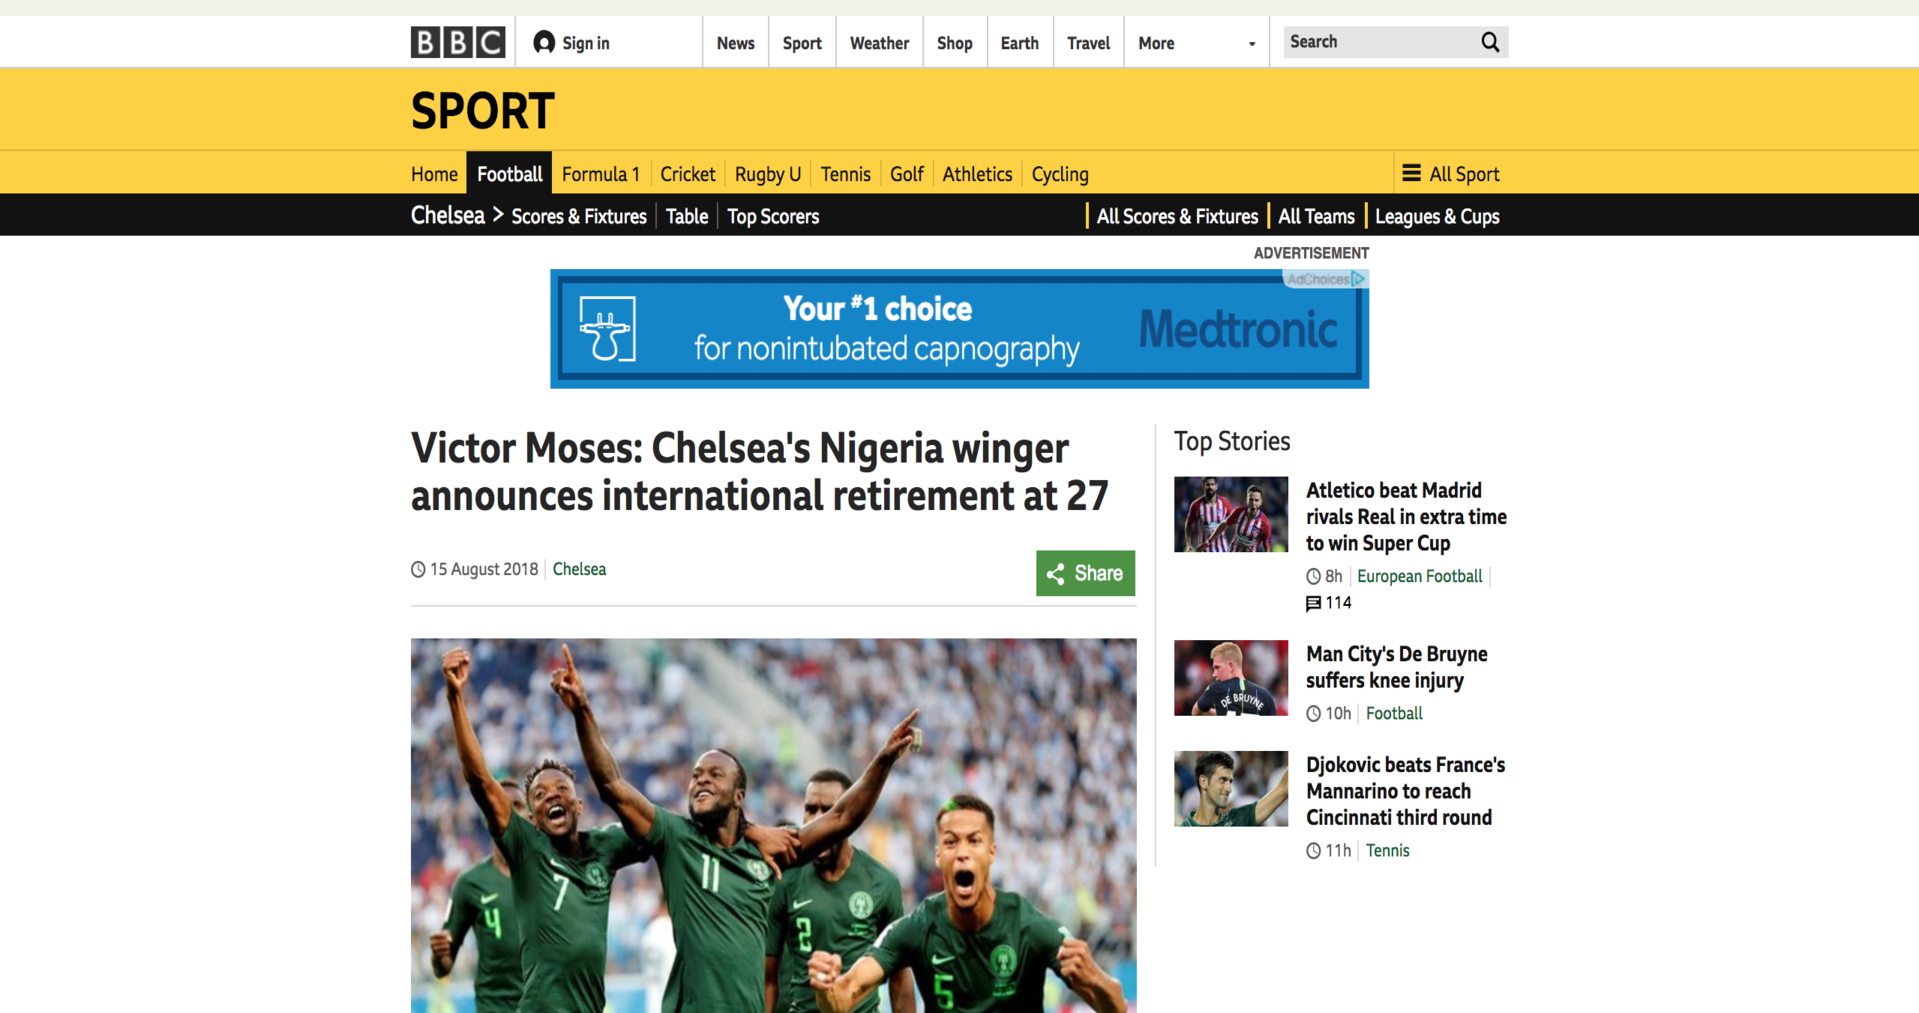 BBC
Sign in
News
Sport
Weather
Shop
Earth
Travel
More
Search
SPORT
Home
Football
Formula 1
Cricket
Rugby U
Tennis
Golf
Athletics
Cycling
All Sport
Chelsea
Scores & Fixtures
Table
Top Scorers
All Scores & Fixtures
All Teams
Leagues & Cups
ADVERTISEMENT
AdChoices
Your #1 choice
for nonintubated capnography
Medtronic
Victor Moses: Chelsea's Nigeria winger
announces international retirement at 27
15 August 2018
Chelsea
Share
4
7
11
2
5
Top Stories
Atletico beat Madrid
rivals Real in extra time
to win Super Cup
8h
European Football
114
DE BRUYNE
Man City's De Bruyne
suffers knee injury
10h
Football
Djokovic beats France's
Mannarino to reach
Cincinnati third round
11h
Tennis